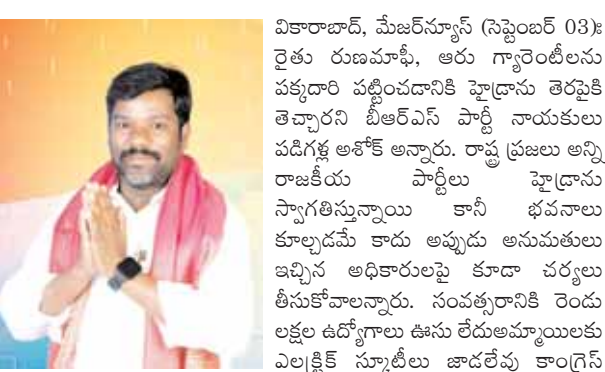 వికారాబాద్, మేజర్‌న్యూస్ (సెప్టెంబర్ 03):
రైతు రుణమాఫీ, ఆరు గ్యారెంటీలను
పక్కదారి పట్టించడానికి హైడ్రాను తెరపైకి
తెచ్చారని బీఆర్ఎస్ పార్టీ నాయకులు
పడిగళ్ల అశోక్ అన్నారు. రాష్ట్ర ప్రజలు అన్ని
రాజకీయ పార్టీలు హైడ్రాను
స్వాగతిస్తున్నాయి కానీ భవనాలు
కూల్చడమే కాదు అప్పుడు అనుమతులు
ఇచ్చిన అధికారులపై కూడా చర్యలు
తీసుకోవాలన్నారు. సంవత్సరానికి రెండు
లక్షల ఉద్యోగాలు ఊసు లేదుఅమ్మాయిలకు
ఎలక్ట్రిక్ స్కూటీలు జాడలేవు కాంగ్రెస్